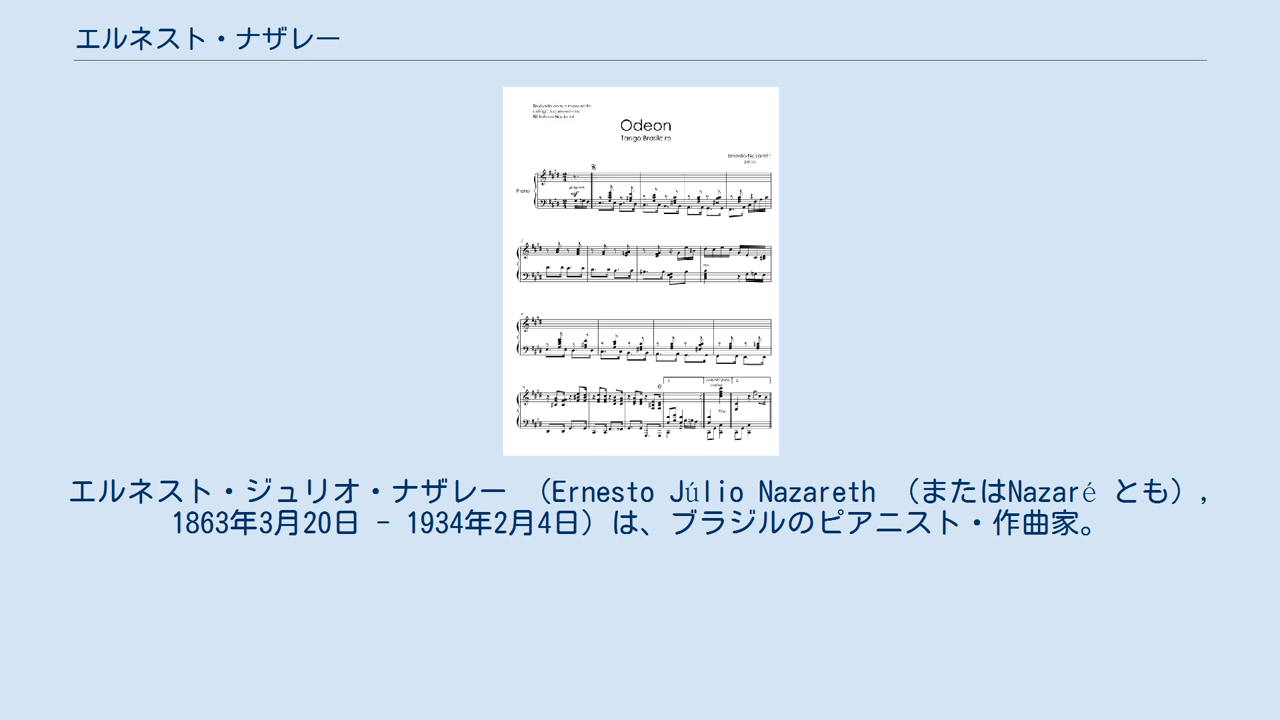 エルネスト・ナザレー
Odeon
Tango Brasileiro
Piano
エルネスト・ジュリオ・ナザレー （Ernesto Júlio Nazareth （またはNazaré とも）,
1863年3月20日 - 1934年2月4日）は、ブラジルのピアニスト・作曲家。